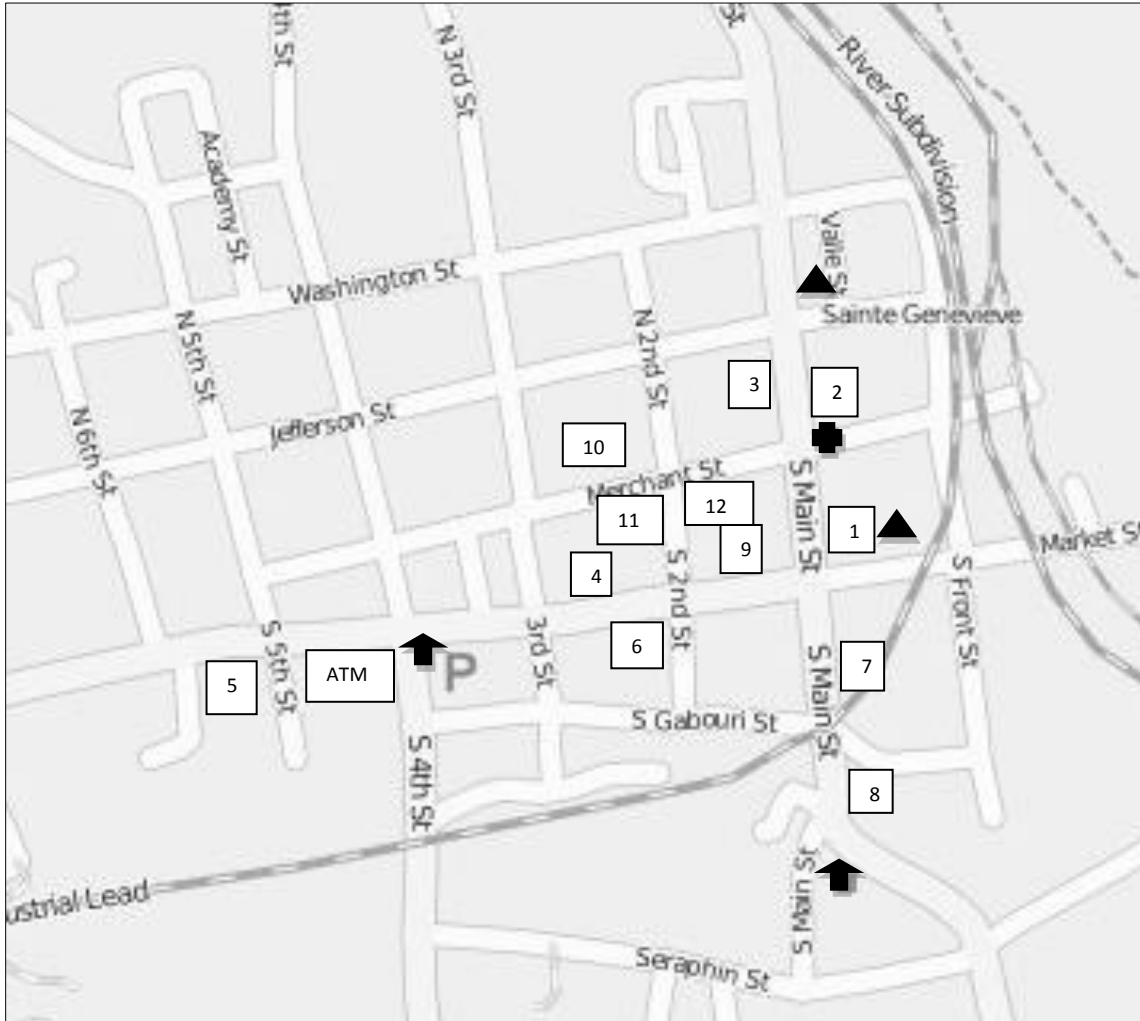 4th St
N 3rd St
St
River Subdivision
Academy St
Valle St
Washington St
Sainte Genevieve
N 5th St
N 2nd St
3
2
N 6th St
Jefferson St
10
Merchant St
S Main St
12
11
1
9
Market St
4
S 2nd St
S Front St
S 5th St
3rd St
6
S Main St
7
5
ATM
P
S Gabouri St
S 4th St
8
ustrial Lead
S Main St
Seraphin St